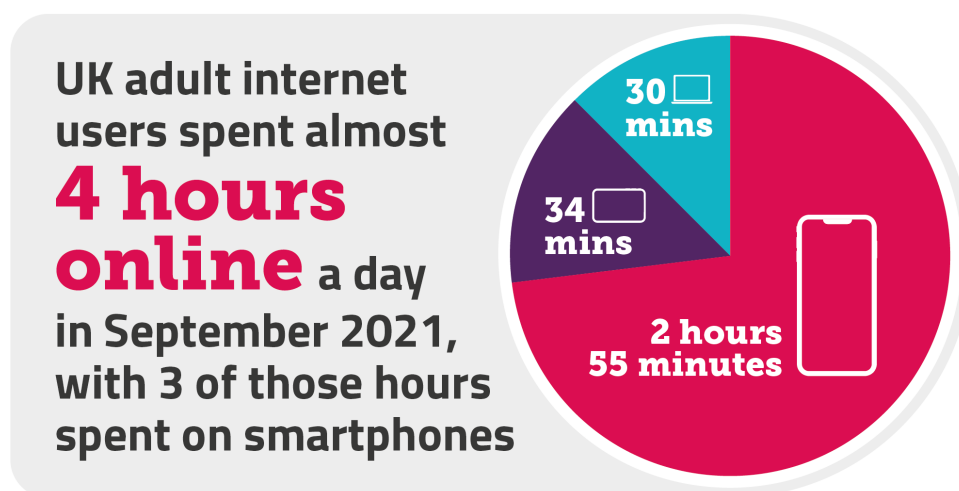 UK adult internet
users spent almost
4 hours
online a day
in September 2021,
with 3 of those hours
spent on smartphones
30
mins
34
mins
2 hours
55 minutes